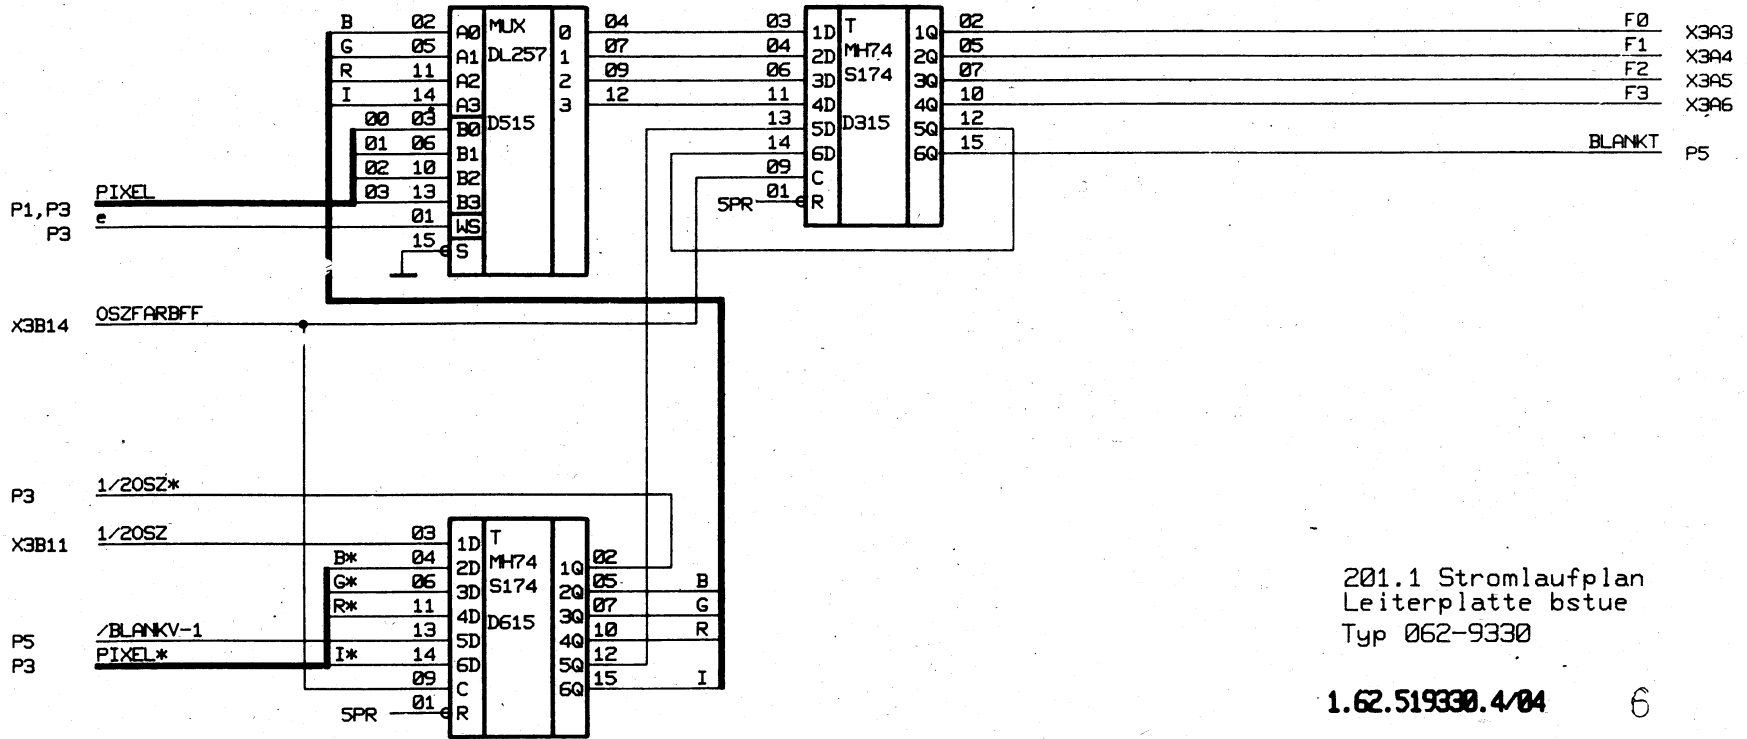 B 02 A0 MUX 0 04 03 1D T 1Q 02 F0 X3A3
G 05 A1 DL257 1 07 04 2D MH74 2Q 05 F1 X3A4
R 11 A2 2 09 06 3D S174 3Q 07 F2 X3A5
I 14 A3 3 12 11 4D 4Q 10 F3 X3A6
00 03 B0 D515 13 5D D315 5Q 12
01 06 B1 14 6D 6Q 15 BLANKT P5
02 10 B2 09 C
PIXEL 03 13 B3 5PR 01 R
P1,P3 e 01 WS
P3 15 S
X3B14 OSZFARBFF
P3 1/2OSZ*
X3B11 1/2OSZ 03 1D T
B* 04 2D MH74 1Q 02
G* 06 3D S174 2Q 05 B
R* 11 4D D615 3Q 07 G
P5 /BLANKV-1 13 5D 4Q 10 R
P3 PIXEL* I* 14 6D 5Q 12
09 C 6Q 15 I
5PR 01 R
201.1 Stromlaufplan
Leiterplatte bstue
Typ 062-9330
1.62.519330.4/04 6